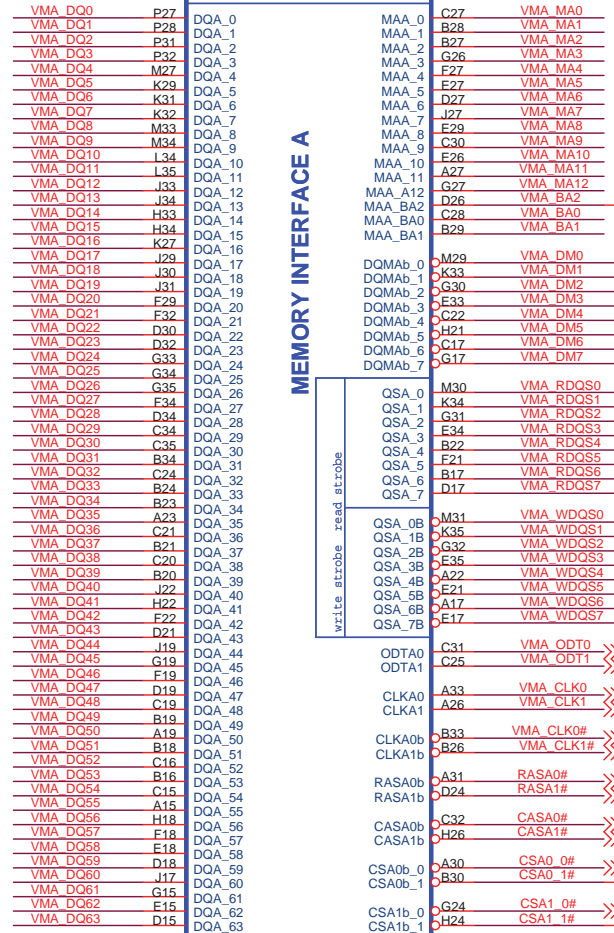 VMA_DQ0 P27 DQA_0
VMA_DQ1 P28 DQA_1
VMA_DQ2 P31 DQA_2
VMA_DQ3 P32 DQA_3
VMA_DQ4 M27 DQA_4
VMA_DQ5 K29 DQA_5
VMA_DQ6 K31 DQA_6
VMA_DQ7 K32 DQA_7
VMA_DQ8 M33 DQA_8
VMA_DQ9 M34 DQA_9
VMA_DQ10 L34 DQA_10
VMA_DQ11 L35 DQA_11
VMA_DQ12 J33 DQA_12
VMA_DQ13 J34 DQA_13
VMA_DQ14 H33 DQA_14
VMA_DQ15 H34 DQA_15
VMA_DQ16 K27 DQA_16
VMA_DQ17 J29 DQA_17
VMA_DQ18 J30 DQA_18
VMA_DQ19 J31 DQA_19
VMA_DQ20 F29 DQA_20
VMA_DQ21 F32 DQA_21
VMA_DQ22 D30 DQA_22
VMA_DQ23 D32 DQA_23
VMA_DQ24 G33 DQA_24
VMA_DQ25 G34 DQA_25
VMA_DQ26 G35 DQA_26
VMA_DQ27 F34 DQA_27
VMA_DQ28 D34 DQA_28
VMA_DQ29 C34 DQA_29
VMA_DQ30 C35 DQA_30
VMA_DQ31 B34 DQA_31
VMA_DQ32 C24 DQA_32
VMA_DQ33 B24 DQA_33
VMA_DQ34 B23 DQA_34
VMA_DQ35 A23 DQA_35
VMA_DQ36 C21 DQA_36
VMA_DQ37 B21 DQA_37
VMA_DQ38 C20 DQA_38
VMA_DQ39 B20 DQA_39
VMA_DQ40 J22 DQA_40
VMA_DQ41 H22 DQA_41
VMA_DQ42 F22 DQA_42
VMA_DQ43 D21 DQA_43
VMA_DQ44 J19 DQA_44
VMA_DQ45 G19 DQA_45
VMA_DQ46 F19 DQA_46
VMA_DQ47 D19 DQA_47
VMA_DQ48 C19 DQA_48
VMA_DQ49 B19 DQA_49
VMA_DQ50 A19 DQA_50
VMA_DQ51 B18 DQA_51
VMA_DQ52 C16 DQA_52
VMA_DQ53 B16 DQA_53
VMA_DQ54 C15 DQA_54
VMA_DQ55 A15 DQA_55
VMA_DQ56 H18 DQA_56
VMA_DQ57 F18 DQA_57
VMA_DQ58 E18 DQA_58
VMA_DQ59 D18 DQA_59
VMA_DQ60 J17 DQA_60
VMA_DQ61 G15 DQA_61
VMA_DQ62 E15 DQA_62
VMA_DQ63 D15 DQA_63
MEMORY INTERFACE A
MAA_0 C27 VMA_MA0
MAA_1 B28 VMA_MA1
MAA_2 B27 VMA_MA2
MAA_3 G26 VMA_MA3
MAA_4 F27 VMA_MA4
MAA_5 E27 VMA_MA5
MAA_6 D27 VMA_MA6
MAA_7 J27 VMA_MA7
MAA_8 E29 VMA_MA8
MAA_9 C30 VMA_MA9
MAA_10 E26 VMA_MA10
MAA_11 A27 VMA_MA11
MAA_A12 G27 VMA_MA12
MAA_BA2 D26 VMA_BA2
MAA_BA0 C28 VMA_BA0
MAA_BA1 B29 VMA_BA1
DQMAb_0 M29 VMA_DM0
DQMAb_1 K33 VMA_DM1
DQMAb_2 G30 VMA_DM2
DQMAb_3 E33 VMA_DM3
DQMAb_4 C22 VMA_DM4
DQMAb_5 H21 VMA_DM5
DQMAb_6 C17 VMA_DM6
DQMAb_7 G17 VMA_DM7
read strobe
QSA_0 M30 VMA_RDQS0
QSA_1 K34 VMA_RDQS1
QSA_2 G31 VMA_RDQS2
QSA_3 E34 VMA_RDQS3
QSA_4 B22 VMA_RDQS4
QSA_5 F21 VMA_RDQS5
QSA_6 B17 VMA_RDQS6
QSA_7 D17 VMA_RDQS7
write strobe
QSA_0B M31 VMA_WDQS0
QSA_1B K35 VMA_WDQS1
QSA_2B G32 VMA_WDQS2
QSA_3B E35 VMA_WDQS3
QSA_4B A22 VMA_WDQS4
QSA_5B E21 VMA_WDQS5
QSA_6B A17 VMA_WDQS6
QSA_7B E17 VMA_WDQS7
ODTA0 C31 VMA_ODT0
ODTA1 C25 VMA_ODT1
CLKA0 A33 VMA_CLK0
CLKA1 A26 VMA_CLK1
CLKA0b B33 VMA_CLK0#
CLKA1b B26 VMA_CLK1#
RASA0b A31 RASA0#
RASA1b D24 RASA1#
CASA0b C32 CASA0#
CASA1b H26 CASA1#
CSA0b_0 A30 CSA0_0#
CSA0b_1 B30 CSA0_1#
CSA1b_0 G24 CSA1_0#
CSA1b_1 H24 CSA1_1#